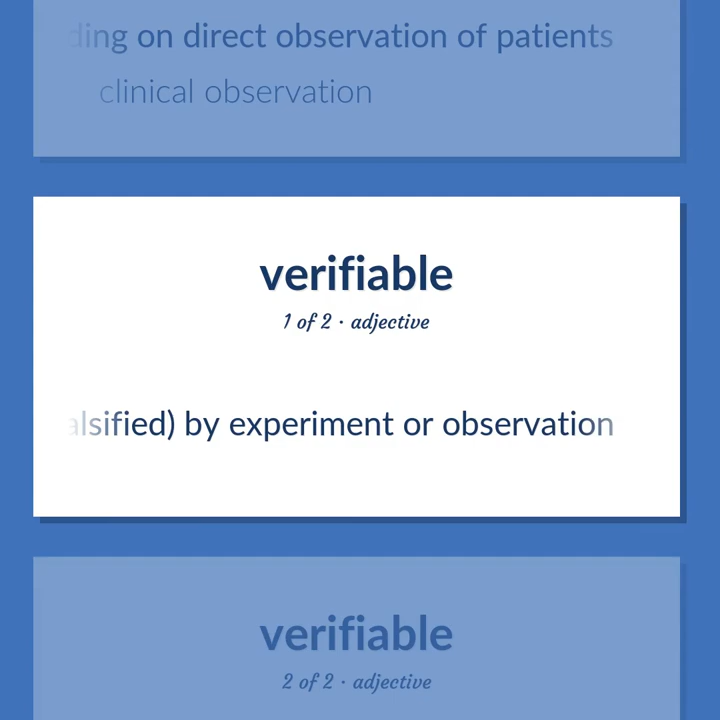 on direct observation of patients
clinical observation
verifiable
1 of 2 · adjective
by experiment or observation
verifiable
2 of 2 · adjective